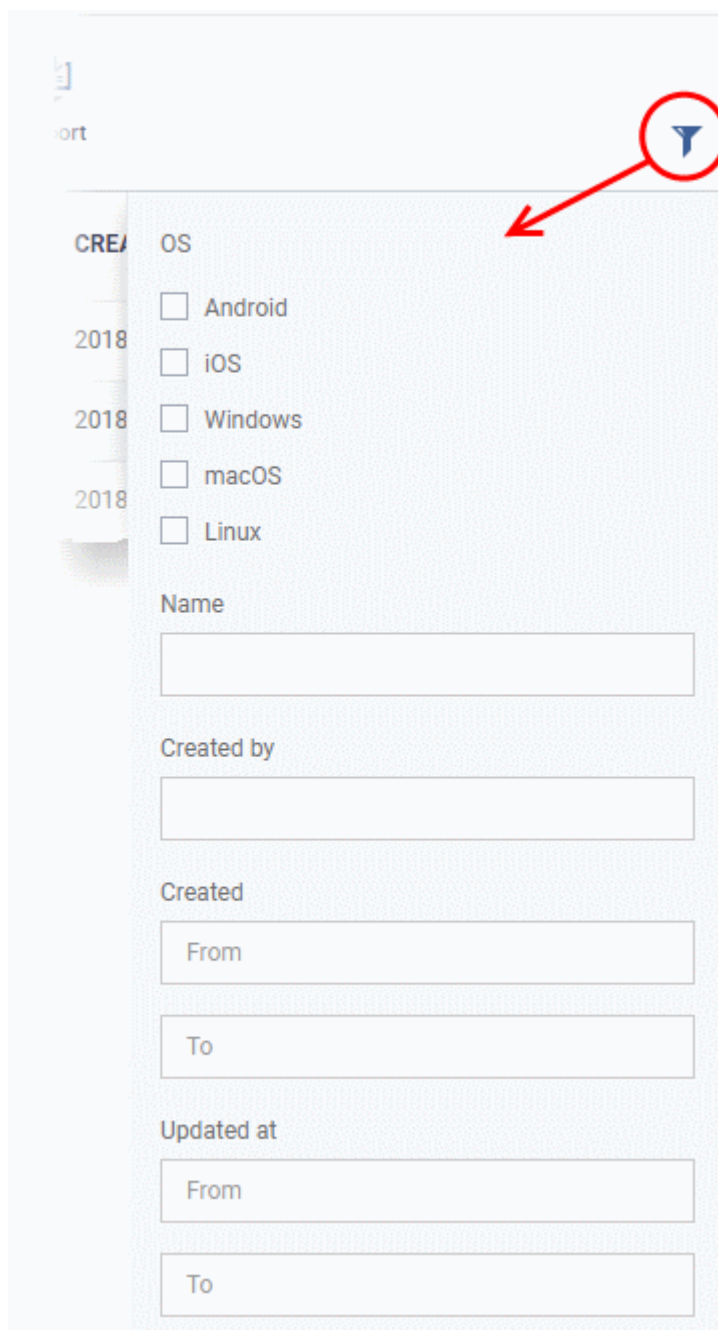 ort
CREA
OS
Android
2018
iOS
2018
Windows
macOS
2018
Linux
Name
Created by
Created
From
To
Updated at
From
To